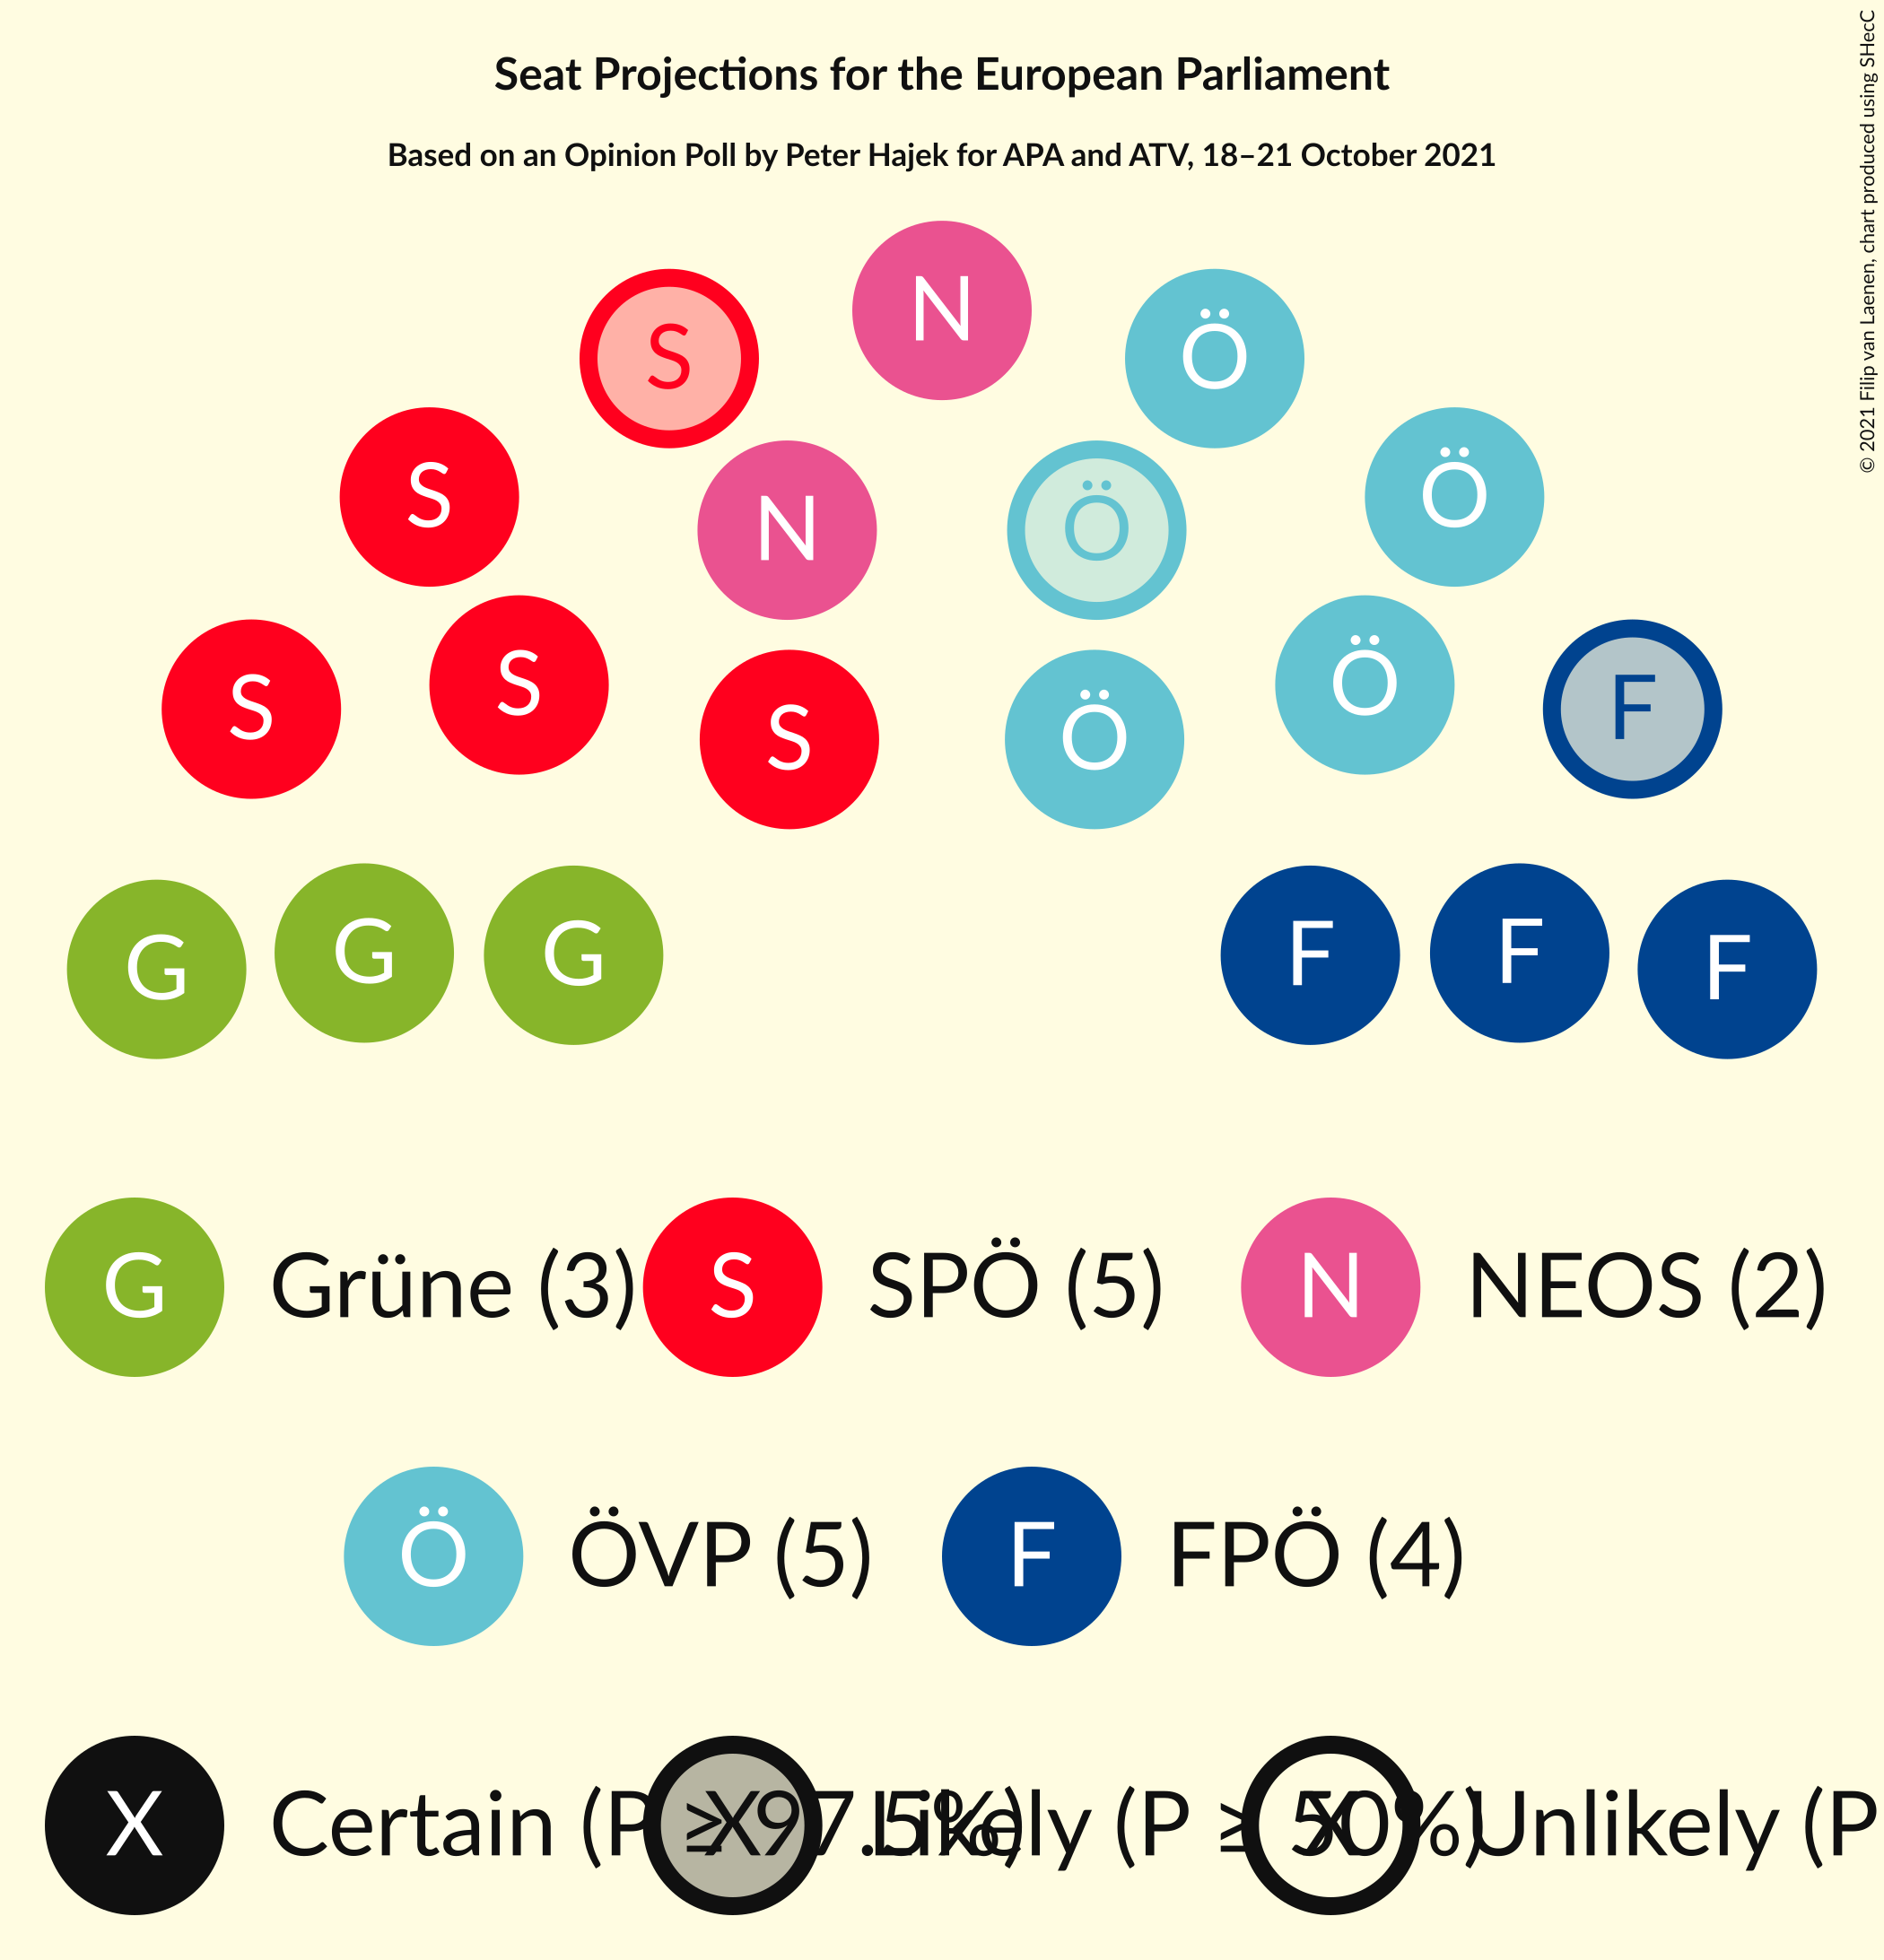 Seat Projections for the European Parliament
Based on an Opinion Poll by Peter Hajek for APA and ATV, 18–21 October 2021
© 2021 Filip van Laenen, chart produced using SHecC
N
S Ö
S Ö
N Ö
S S Ö F
S Ö
G G G F F F
G Grüne (3) S SPÖ (5) N NEOS (2)
Ö ÖVP (5) F FPÖ (4)
X Certain (P ≥ 97.5%) X Likely (P ≥ 50%) X Unlikely (P